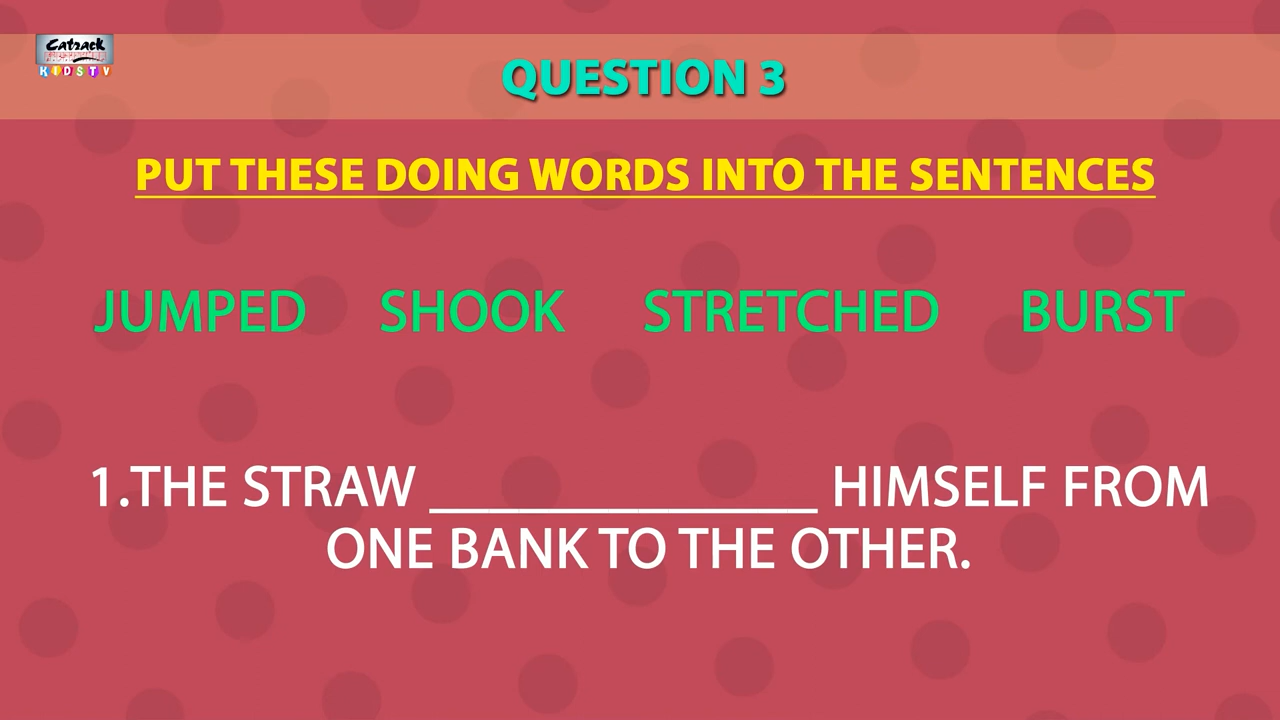 Catrack
KIDS TV
QUESTION 3
PUT THESE DOING WORDS INTO THE SENTENCES
JUMPED SHOOK STRETCHED BURST
1.THE STRAW ______________ HIMSELF FROM
ONE BANK TO THE OTHER.